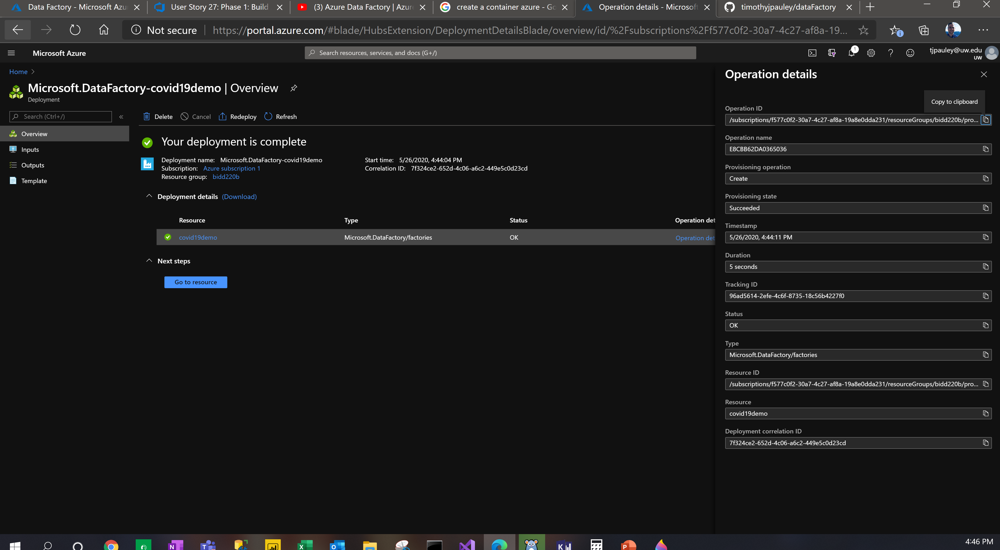 Data Factory - Microsoft Azu
User Story 27: Phase 1: Build
(3) Azure Data Factory | Azure
create a container azure - Go
Operation details - Microsoft
timothyjpauley/dataFactory
Not secure
https://portal.azure.com/#blade/HubsExtension/DeploymentDetailsBlade/overview/id/%2Fsubscriptions%2Ff577c0f2-30a7-4c27-af8a-19...
Microsoft Azure
Search resources, services, and docs (G+/)
1
tjpauley@uw.edu
UW
Home
Microsoft.DataFactory-covid19demo | Overview
Deployment
Search (Ctrl+/)
«
Overview
Inputs
Outputs
Template
Delete
Cancel
Redeploy
Refresh
Your deployment is complete
Deployment name: Microsoft.DataFactory-covid19demo
Subscription: Azure subscription 1
Resource group: bidd220b
Start time: 5/26/2020, 4:44:04 PM
Correlation ID: 7f324ce2-652d-4c06-a6c2-449e5c0d23cd
Deployment details (Download)
Resource
Type
Status
Operation det
covid19demo
Microsoft.DataFactory/factories
OK
Operation det
Next steps
Go to resource
Operation details
Copy to clipboard
Operation ID
/subscriptions/f577c0f2-30a7-4c27-af8a-19a8e0dda231/resourceGroups/bidd220b/pro...
Operation name
E8CBB62DA0365036
Provisioning operation
Create
Provisioning state
Succeeded
Timestamp
5/26/2020, 4:44:11 PM
Duration
5 seconds
Tracking ID
96ad5614-2efe-4c6f-8735-18c56b4227f0
Status
OK
Type
Microsoft.DataFactory/factories
Resource ID
/subscriptions/f577c0f2-30a7-4c27-af8a-19a8e0dda231/resourceGroups/bidd220b/pro...
Resource
covid19demo
Deployment correlation ID
7f324ce2-652d-4c06-a6c2-449e5c0d23cd
4:46 PM